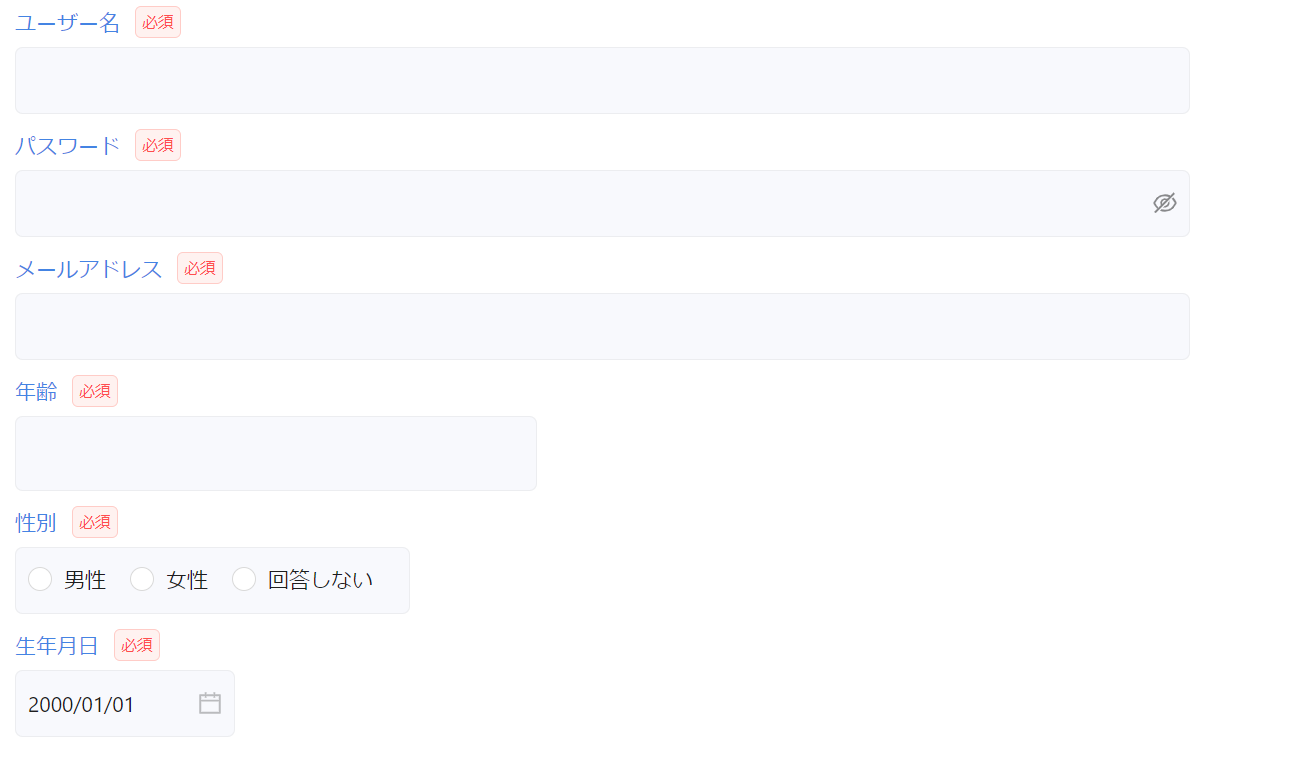 ユーザー名 必須
パスワード 必須
メールアドレス 必須
年齢 必須
性別 必須
男性 女性 回答しない
生年月日 必須
2000/01/01